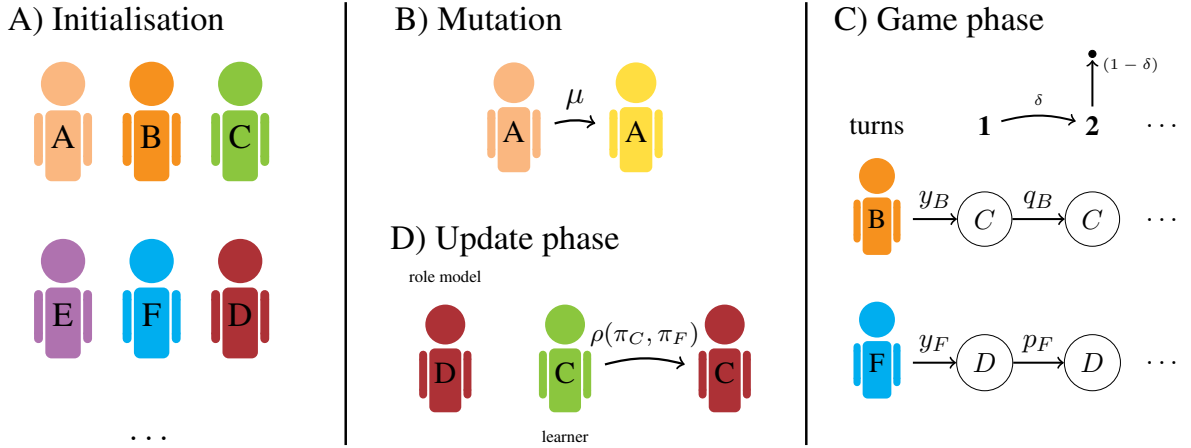 A) Initialisation
A B C
E F D
...
B) Mutation
A μ A
D) Update phase
role model
D C ρ(π_C, π_F) C
learner
C) Game phase
(1 − δ)
δ
turns 1 2 ...
B y_B C q_B C ...
F y_F D p_F D ...